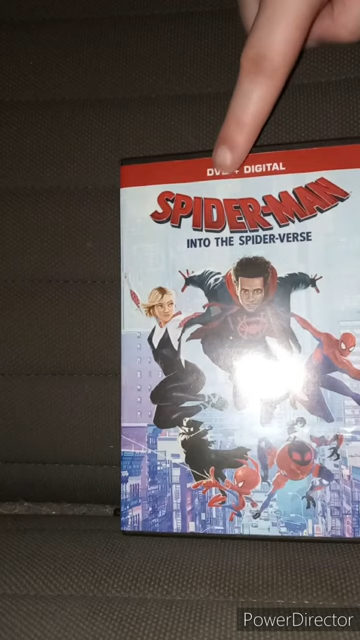 DVD + DIGITAL
SPIDER-MAN
INTO THE SPIDER-VERSE
PowerDirector